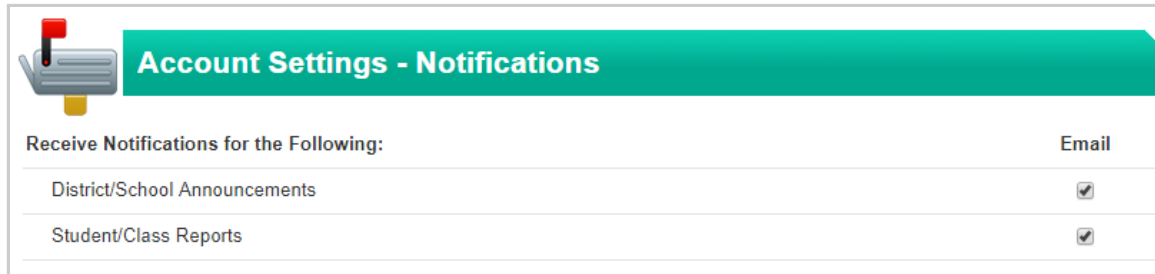 Account Settings - Notifications
Receive Notifications for the Following: Email
District/School Announcements
Student/Class Reports